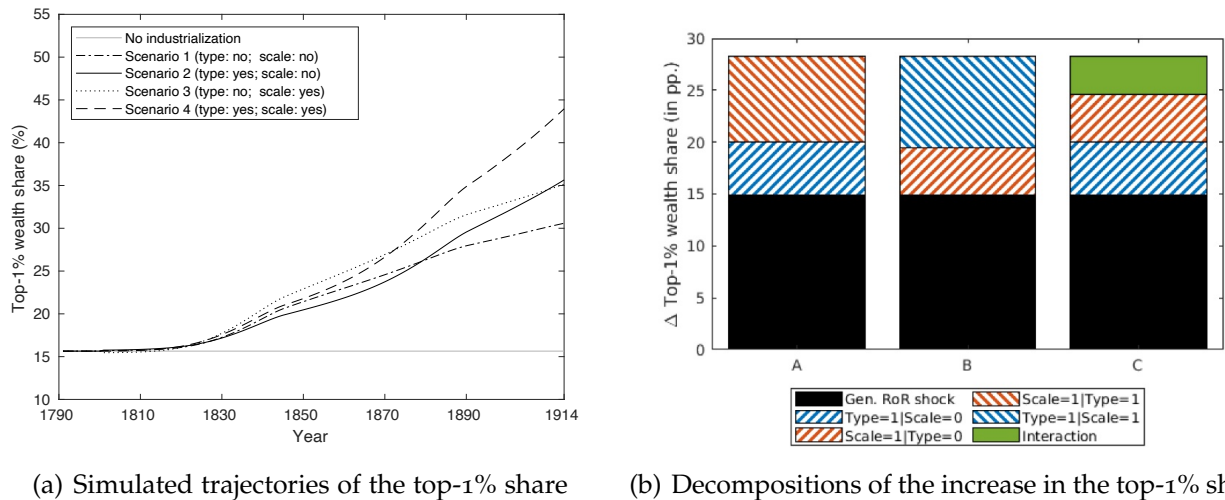 55
50
45
40
35
30
25
20
15
10
Top-1% wealth share (%)
No industrialization
Scenario 1 (type: no; scale: no)
Scenario 2 (type: yes; scale: no)
Scenario 3 (type: no; scale: yes)
Scenario 4 (type: yes; scale: yes)
1790 1810 1830 1850 1870 1890 1914
Year
30
25
20
15
10
5
0
Δ Top-1% wealth share (in pp.)
A B C
Gen. RoR shock Scale=1|Type=1
Type=1|Scale=0 Type=1|Scale=1
Scale=1|Type=0 Interaction
(a) Simulated trajectories of the top-1% share (b) Decompositions of the increase in the top-1% sh